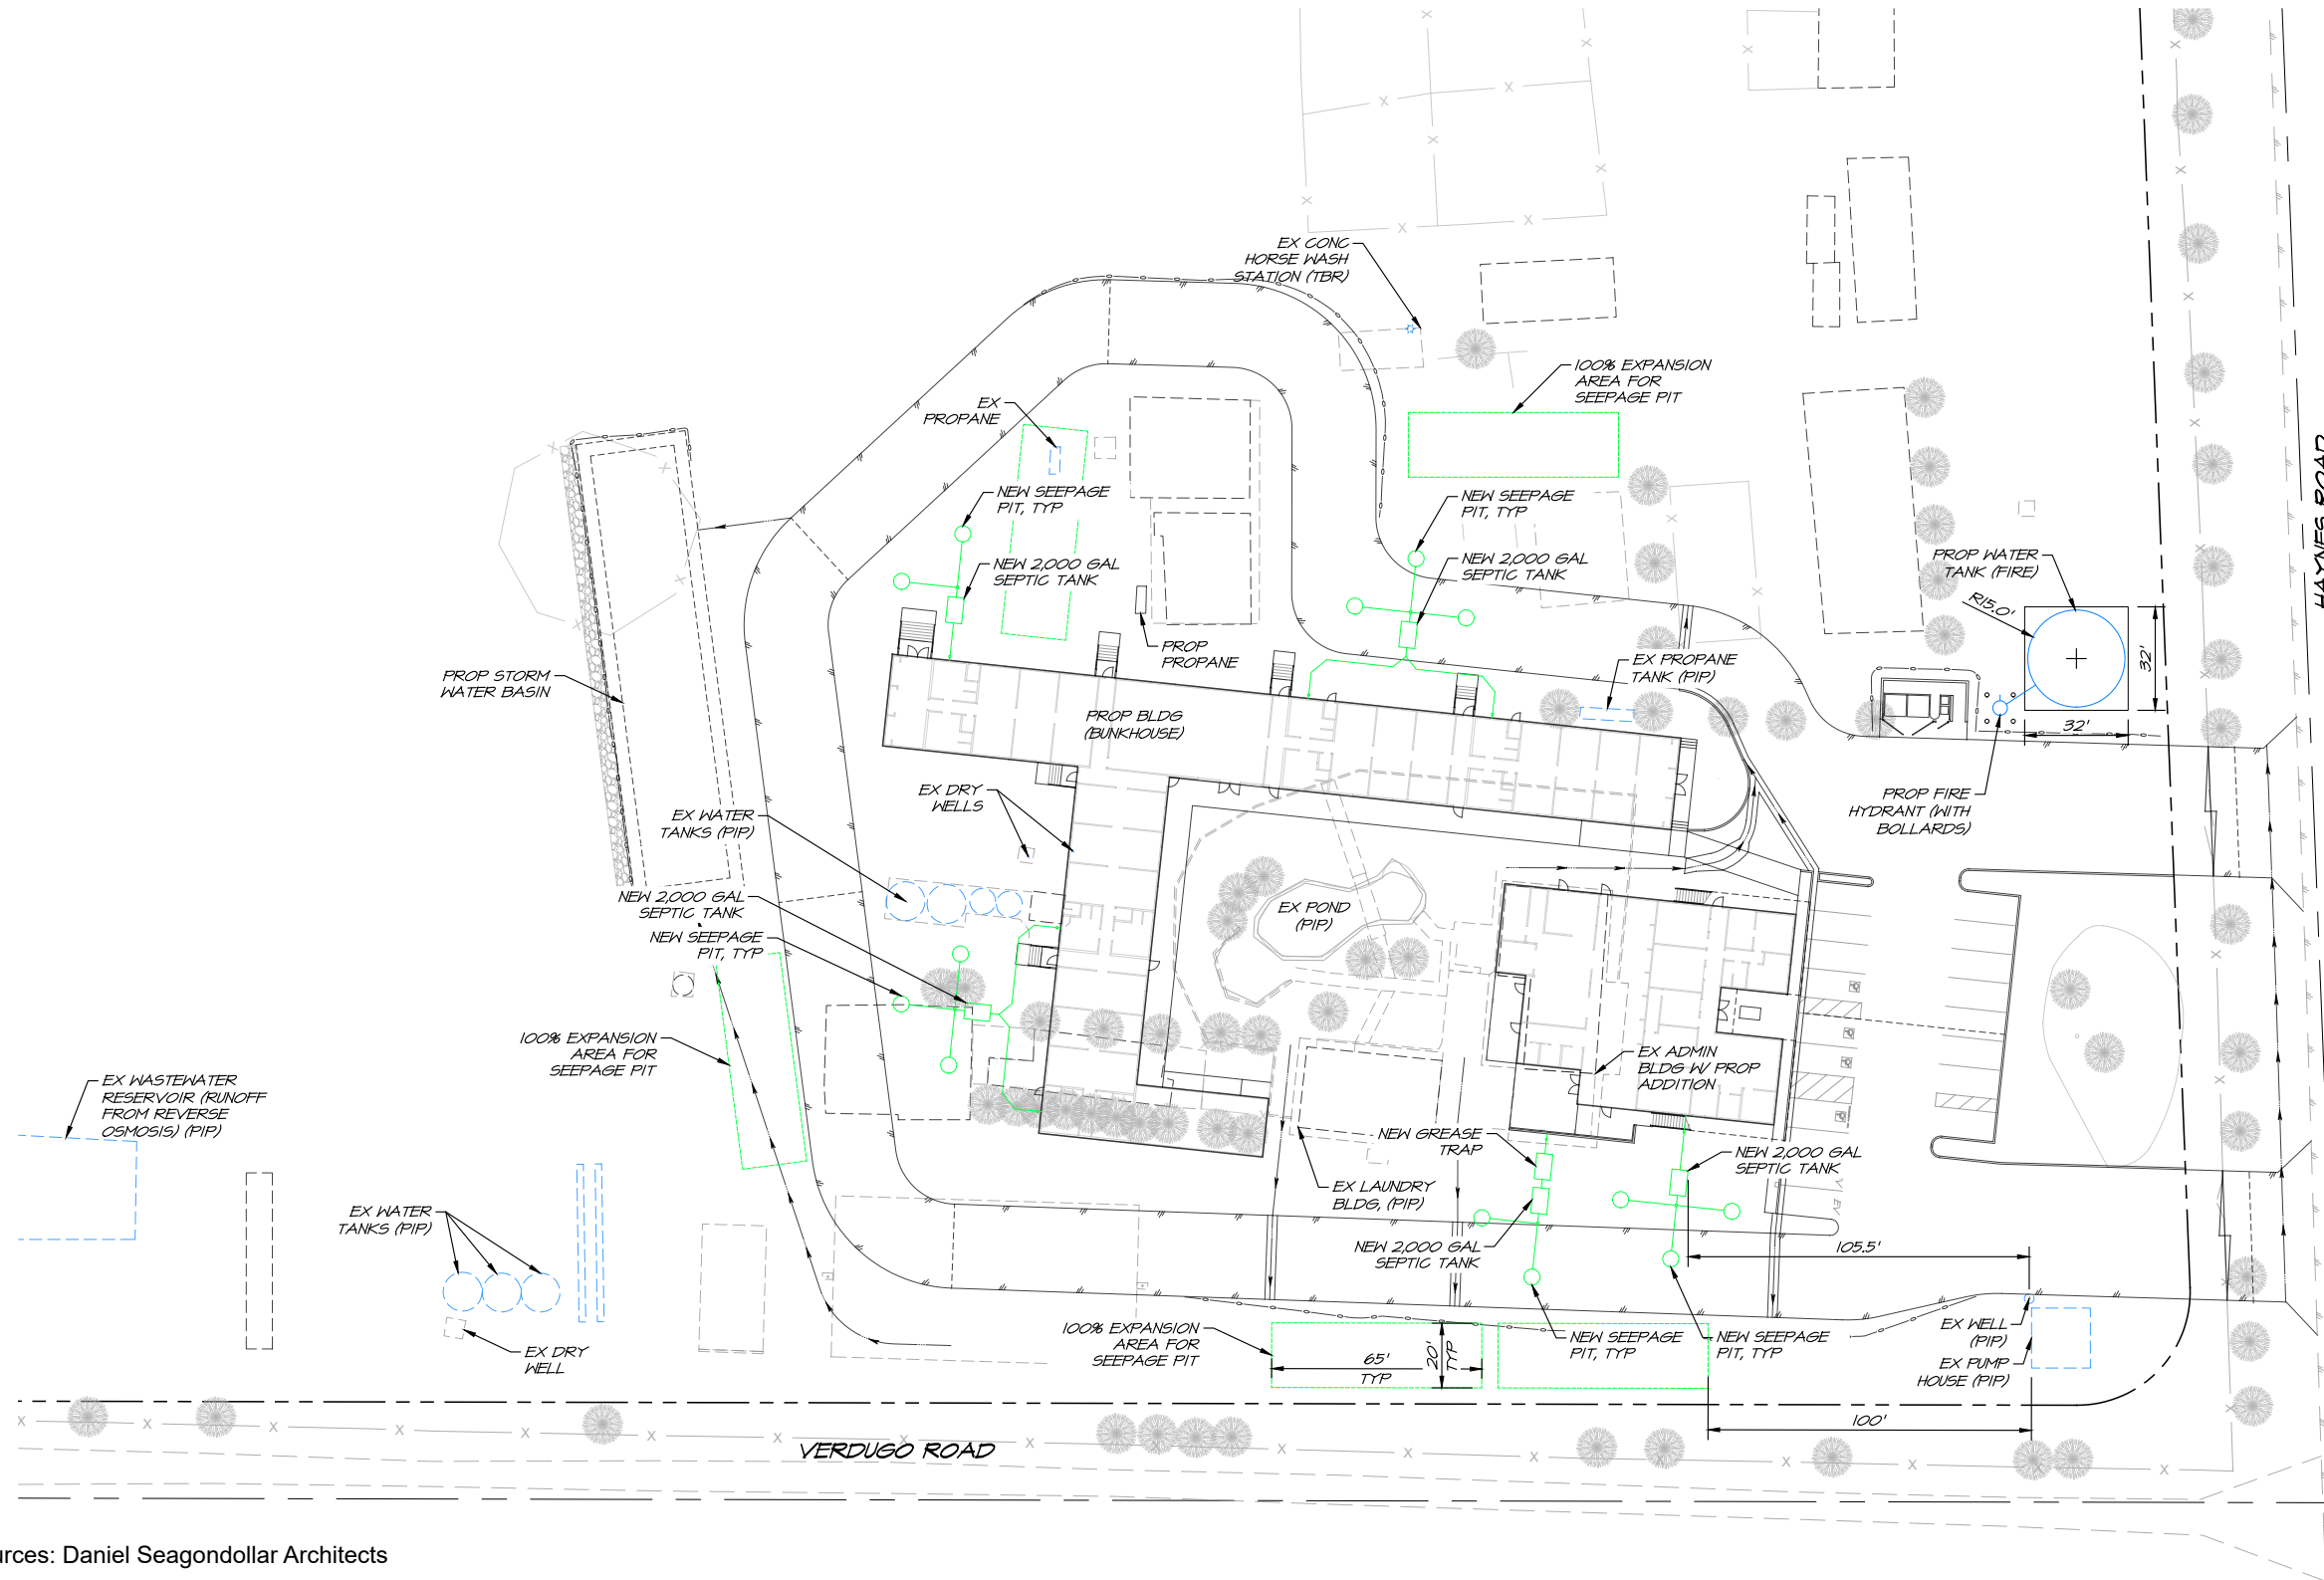 EX CONC
HORSE WASH
STATION (TBR)
100% EXPANSION
AREA FOR
SEEPAGE PIT
EX
PROPANE
NEW SEEPAGE
PIT, TYP
NEW SEEPAGE
PIT, TYP
HAYNES ROAD
NEW 2,000 GAL
SEPTIC TANK
NEW 2,000 GAL
SEPTIC TANK
PROP WATER
TANK (FIRE)
R15.0'
32'
32'
PROP
PROPANE
EX PROPANE
TANK (PIP)
PROP STORM
WATER BASIN
PROP BLDG
(BUNKHOUSE)
EX DRY
WELLS
PROP FIRE
HYDRANT (WITH
BOLLARDS)
EX WATER
TANKS (PIP)
NEW 2,000 GAL
SEPTIC TANK
EX POND
(PIP)
NEW SEEPAGE
PIT, TYP
100% EXPANSION
AREA FOR
SEEPAGE PIT
EX ADMIN
BLDG W/ PROP
ADDITION
EX WASTEWATER
RESERVOIR (RUNOFF
FROM REVERSE
OSMOSIS) (PIP)
NEW GREASE
TRAP
NEW 2,000 GAL
SEPTIC TANK
EX LAUNDRY
BLDG, (PIP)
EV
EX WATER
TANKS (PIP)
NEW 2,000 GAL
SEPTIC TANK
105.5'
100% EXPANSION
AREA FOR
SEEPAGE PIT
65'
TYP
20'
TYP
NEW SEEPAGE
PIT, TYP
NEW SEEPAGE
PIT, TYP
EX WELL
(PIP)
EX DRY
WELL
EX PUMP
HOUSE (PIP)
100'
VERDUGO ROAD
urces: Daniel Seagondollar Architects